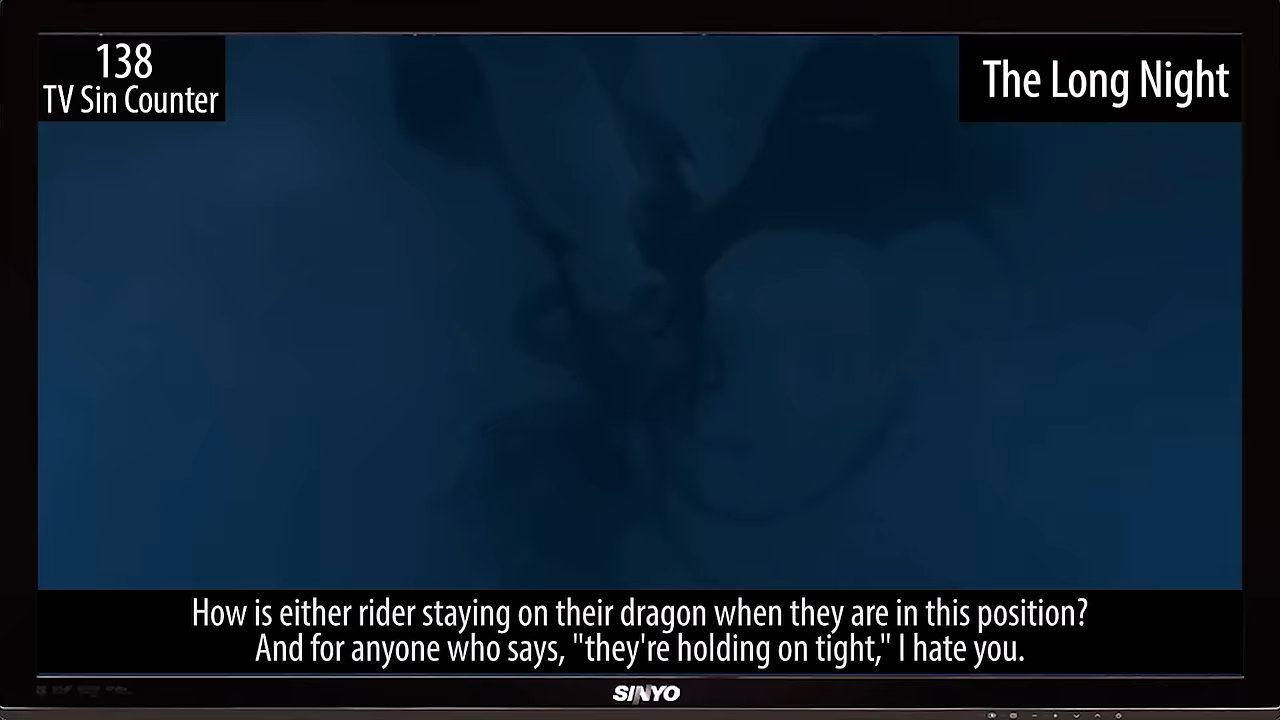 138
TV Sin Counter
The Long Night
How is either rider staying on their dragon when they are in this position?
And for anyone who says, "they're holding on tight," I hate you.
SINYO